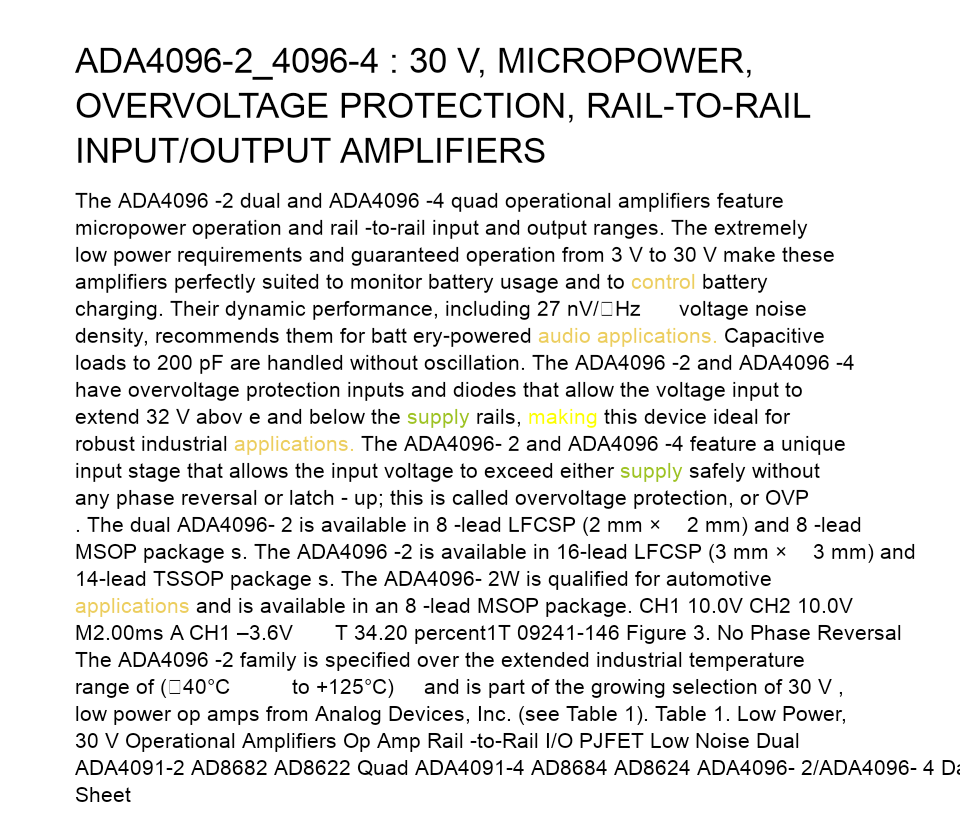 ADA4096-2_4096-4 : 30 V, MICROPOWER,
OVERVOLTAGE PROTECTION, RAIL-TO-RAIL
INPUT/OUTPUT AMPLIFIERS
The ADA4096 -2 dual and ADA4096 -4 quad operational amplifiers feature
micropower operation and rail -to-rail input and output ranges. The extremely
low power requirements and guaranteed operation from 3 V to 30 V make these
amplifiers perfectly suited to monitor battery usage and to control battery
charging. Their dynamic performance, including 27 nV/□Hz voltage noise
density, recommends them for batt ery-powered audio applications. Capacitive
loads to 200 pF are handled without oscillation. The ADA4096 -2 and ADA4096 -4
have overvoltage protection inputs and diodes that allow the voltage input to
extend 32 V abov e and below the supply rails, making this device ideal for
robust industrial applications. The ADA4096- 2 and ADA4096 -4 feature a unique
input stage that allows the input voltage to exceed either supply safely without
any phase reversal or latch - up; this is called overvoltage protection, or OVP
. The dual ADA4096- 2 is available in 8 -lead LFCSP (2 mm × 2 mm) and 8 -lead
MSOP package s. The ADA4096 -2 is available in 16-lead LFCSP (3 mm × 3 mm) and
14-lead TSSOP package s. The ADA4096- 2W is qualified for automotive
applications and is available in an 8 -lead MSOP package. CH1 10.0V CH2 10.0V
M2.00ms A CH1 –3.6V T 34.20 percent1T 09241-146 Figure 3. No Phase Reversal
The ADA4096 -2 family is specified over the extended industrial temperature
range of (□40°C to +125°C) and is part of the growing selection of 30 V ,
low power op amps from Analog Devices, Inc. (see Table 1). Table 1. Low Power,
30 V Operational Amplifiers Op Amp Rail -to-Rail I/O PJFET Low Noise Dual
ADA4091-2 AD8682 AD8622 Quad ADA4091-4 AD8684 AD8624 ADA4096- 2/ADA4096- 4
Sheet